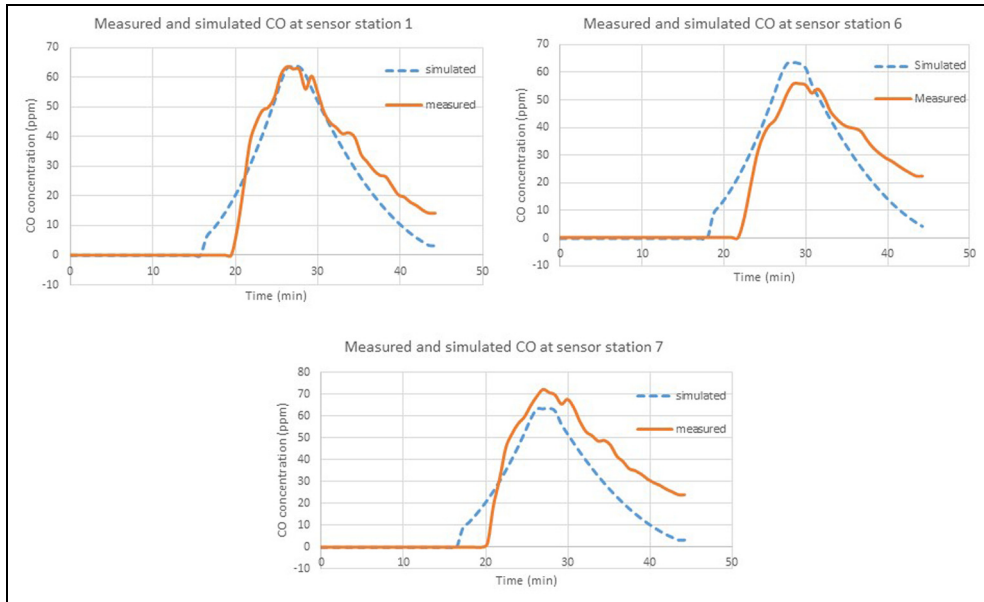 Measured and simulated CO at sensor station 1
70
60
50
40
30
20
10
0
-10
0 10 20 30 40 50
CO concentration (ppm)
Time (min)
simulated
measured
Measured and simulated CO at sensor station 6
70
60
50
40
30
20
10
0
-10
0 10 20 30 40 50
CO concentration (ppm)
Time (min)
Simulated
Measured
Measured and simulated CO at sensor station 7
80
70
60
50
40
30
20
10
0
-10
0 10 20 30 40 50
CO concentration (ppm)
Time (min)
simulated
measured